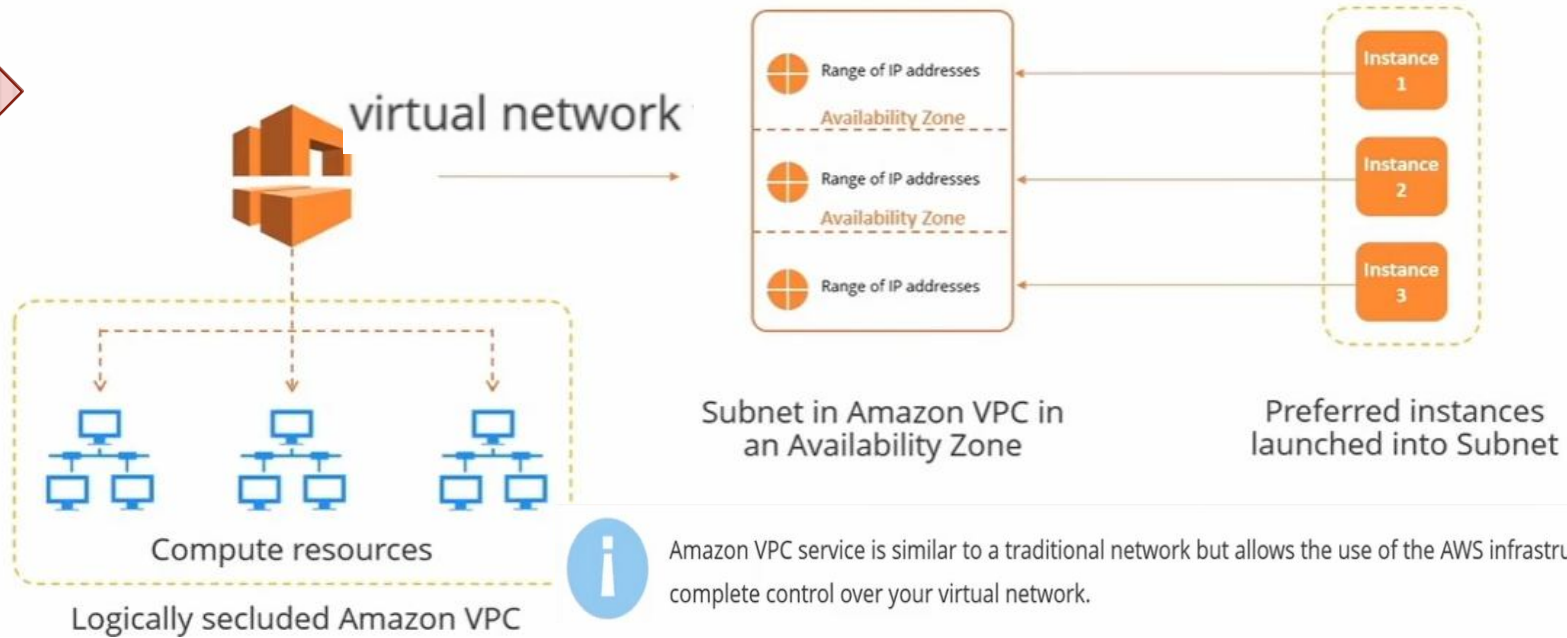 virtual network
Range of IP addresses
Availability Zone
Range of IP addresses
Availability Zone
Range of IP addresses
Instance
1
Instance
2
Instance
3
Subnet in Amazon VPC in
an Availability Zone
Preferred instances
launched into Subnet
Compute resources
Logically secluded Amazon VPC
i
Amazon VPC service is similar to a traditional network but allows the use of the AWS
complete control over your virtual network.